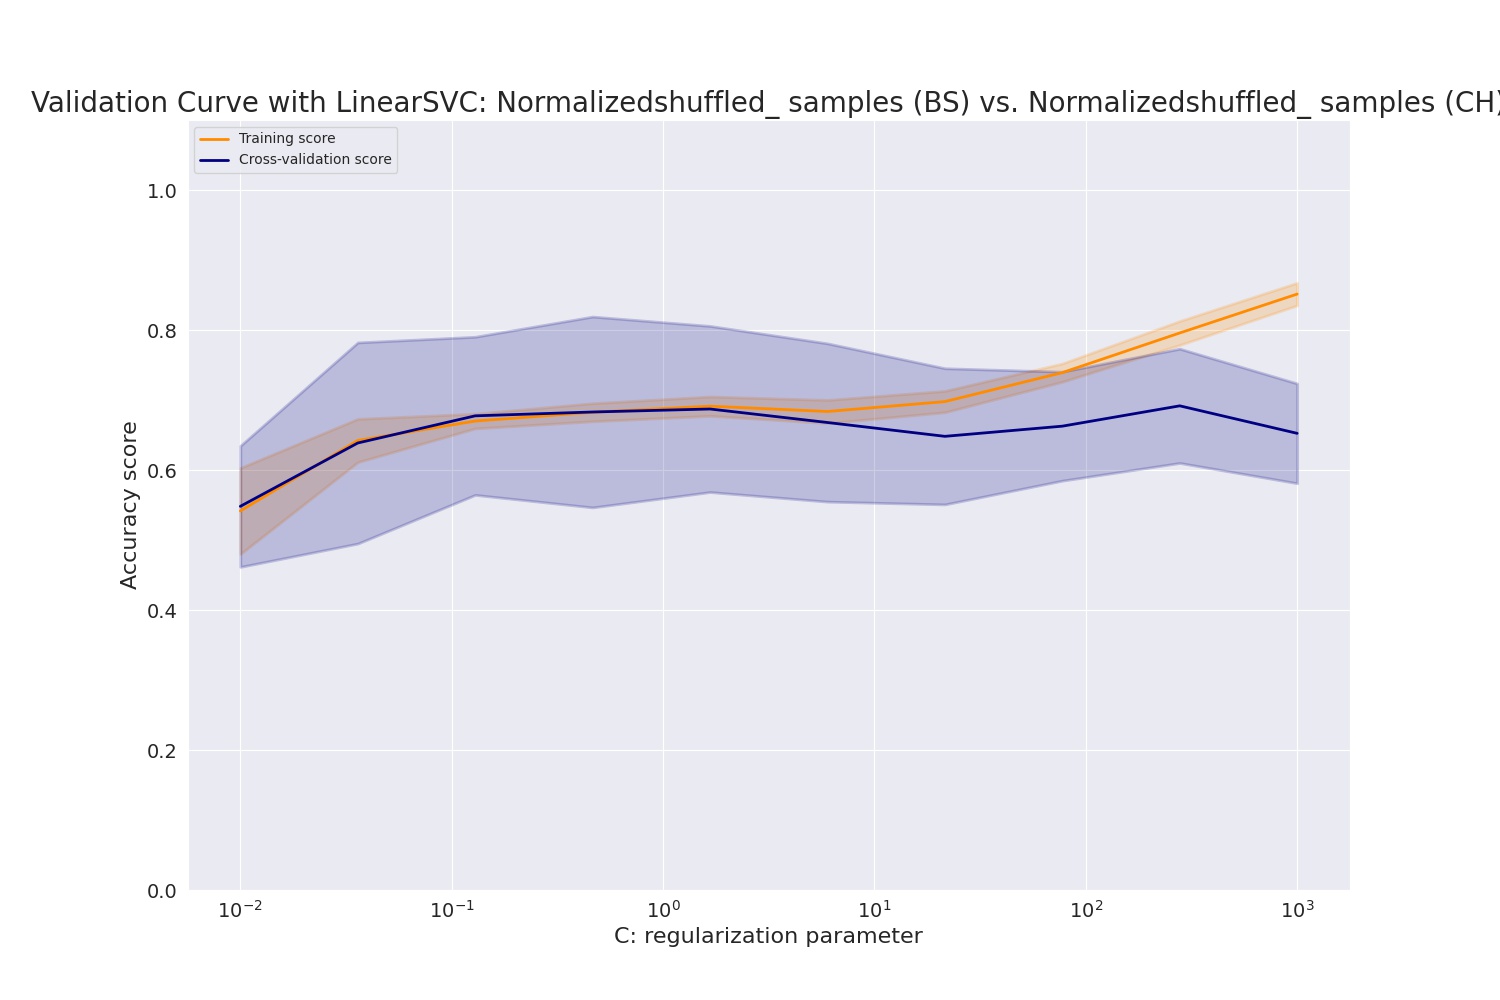 Validation Curve with LinearSVC: Normalizedshuffled_ samples (BS) vs. Normalizedshuffled_ samples (CH)
Training score
Cross-validation score
1.0
0.8
0.6
0.4
0.2
0.0
Accuracy score
10⁻² 10⁻¹ 10⁰ 10¹ 10² 10³
C: regularization parameter